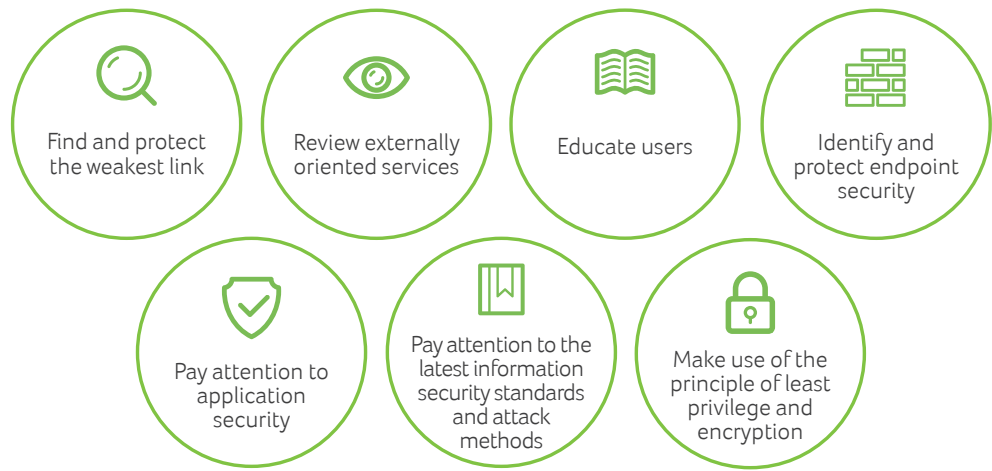 Find and protect
the weakest link
Review externally
oriented services
Educate users
Identify and
protect endpoint
security
Pay attention to
application
security
Pay attention to the
latest information
security standards
and attack
methods
Make use of the
principle of least
privilege and
encryption